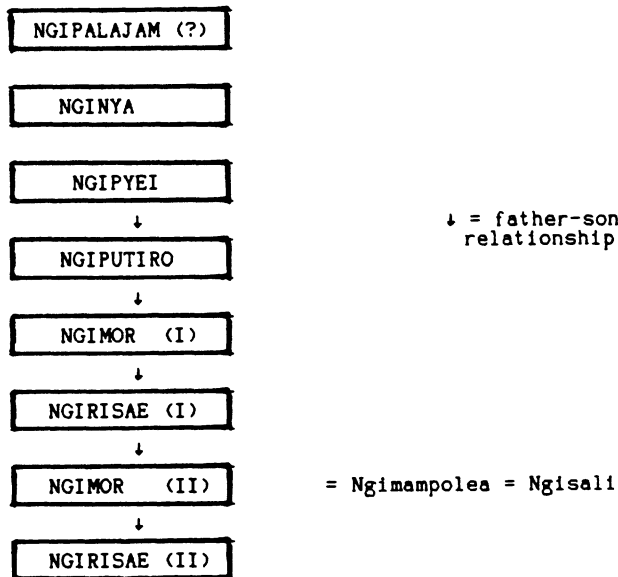 NGIPALAJAM (?)
NGINYA
NGIPYEI
↓
↓ = father-son
relationship
NGIPUTIRO
↓
NGIMOR (I)
↓
NGIRISAE (I)
↓
NGIMOR (II) = Ngimampolea = Ngisali
↓
NGIRISAE (II)